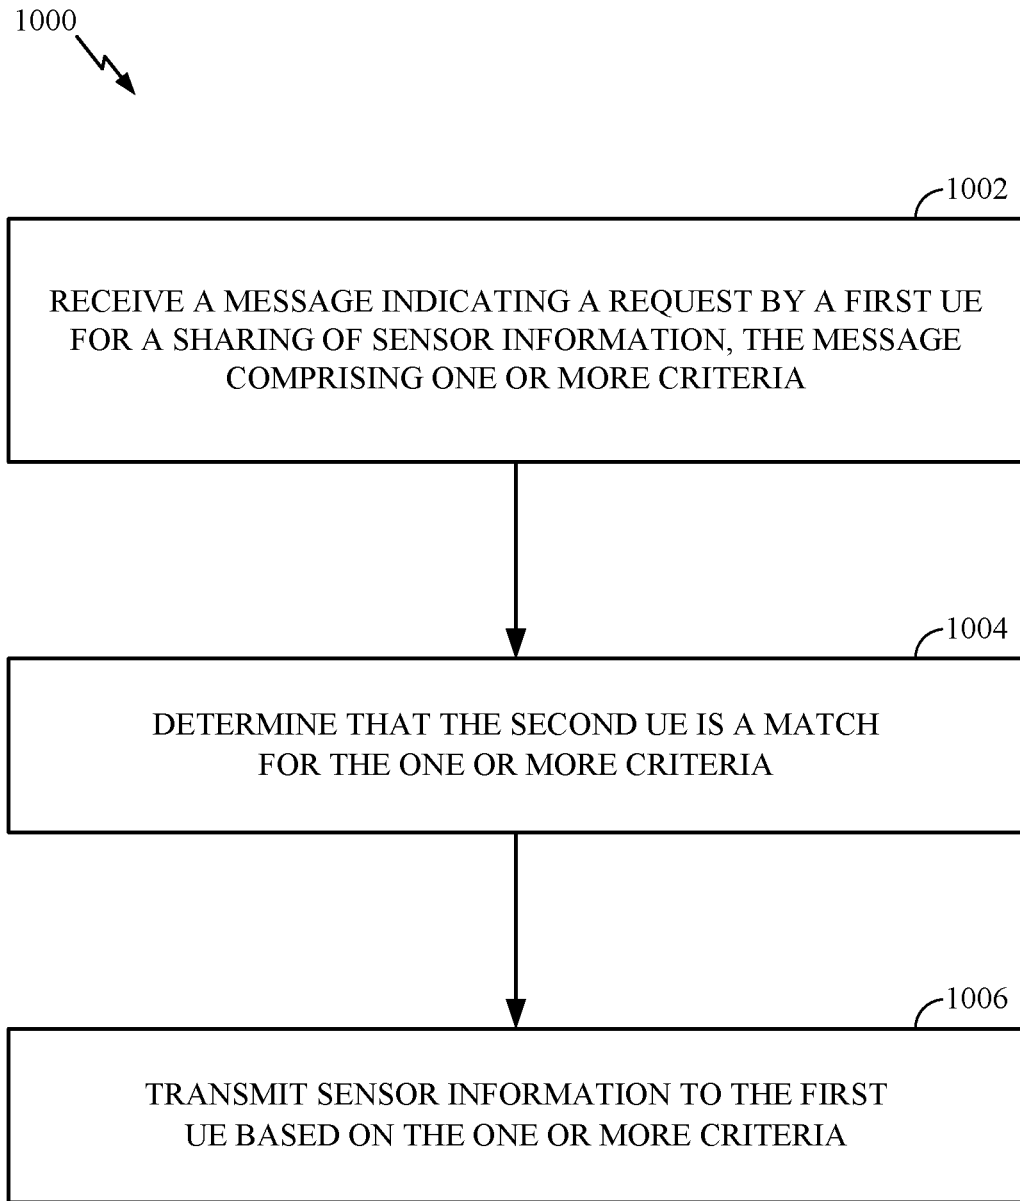 1000
1002
RECEIVE A MESSAGE INDICATING A REQUEST BY A FIRST UE
FOR A SHARING OF SENSOR INFORMATION, THE MESSAGE
COMPRISING ONE OR MORE CRITERIA
1004
DETERMINE THAT THE SECOND UE IS A MATCH
FOR THE ONE OR MORE CRITERIA
1006
TRANSMIT SENSOR INFORMATION TO THE FIRST
UE BASED ON THE ONE OR MORE CRITERIA